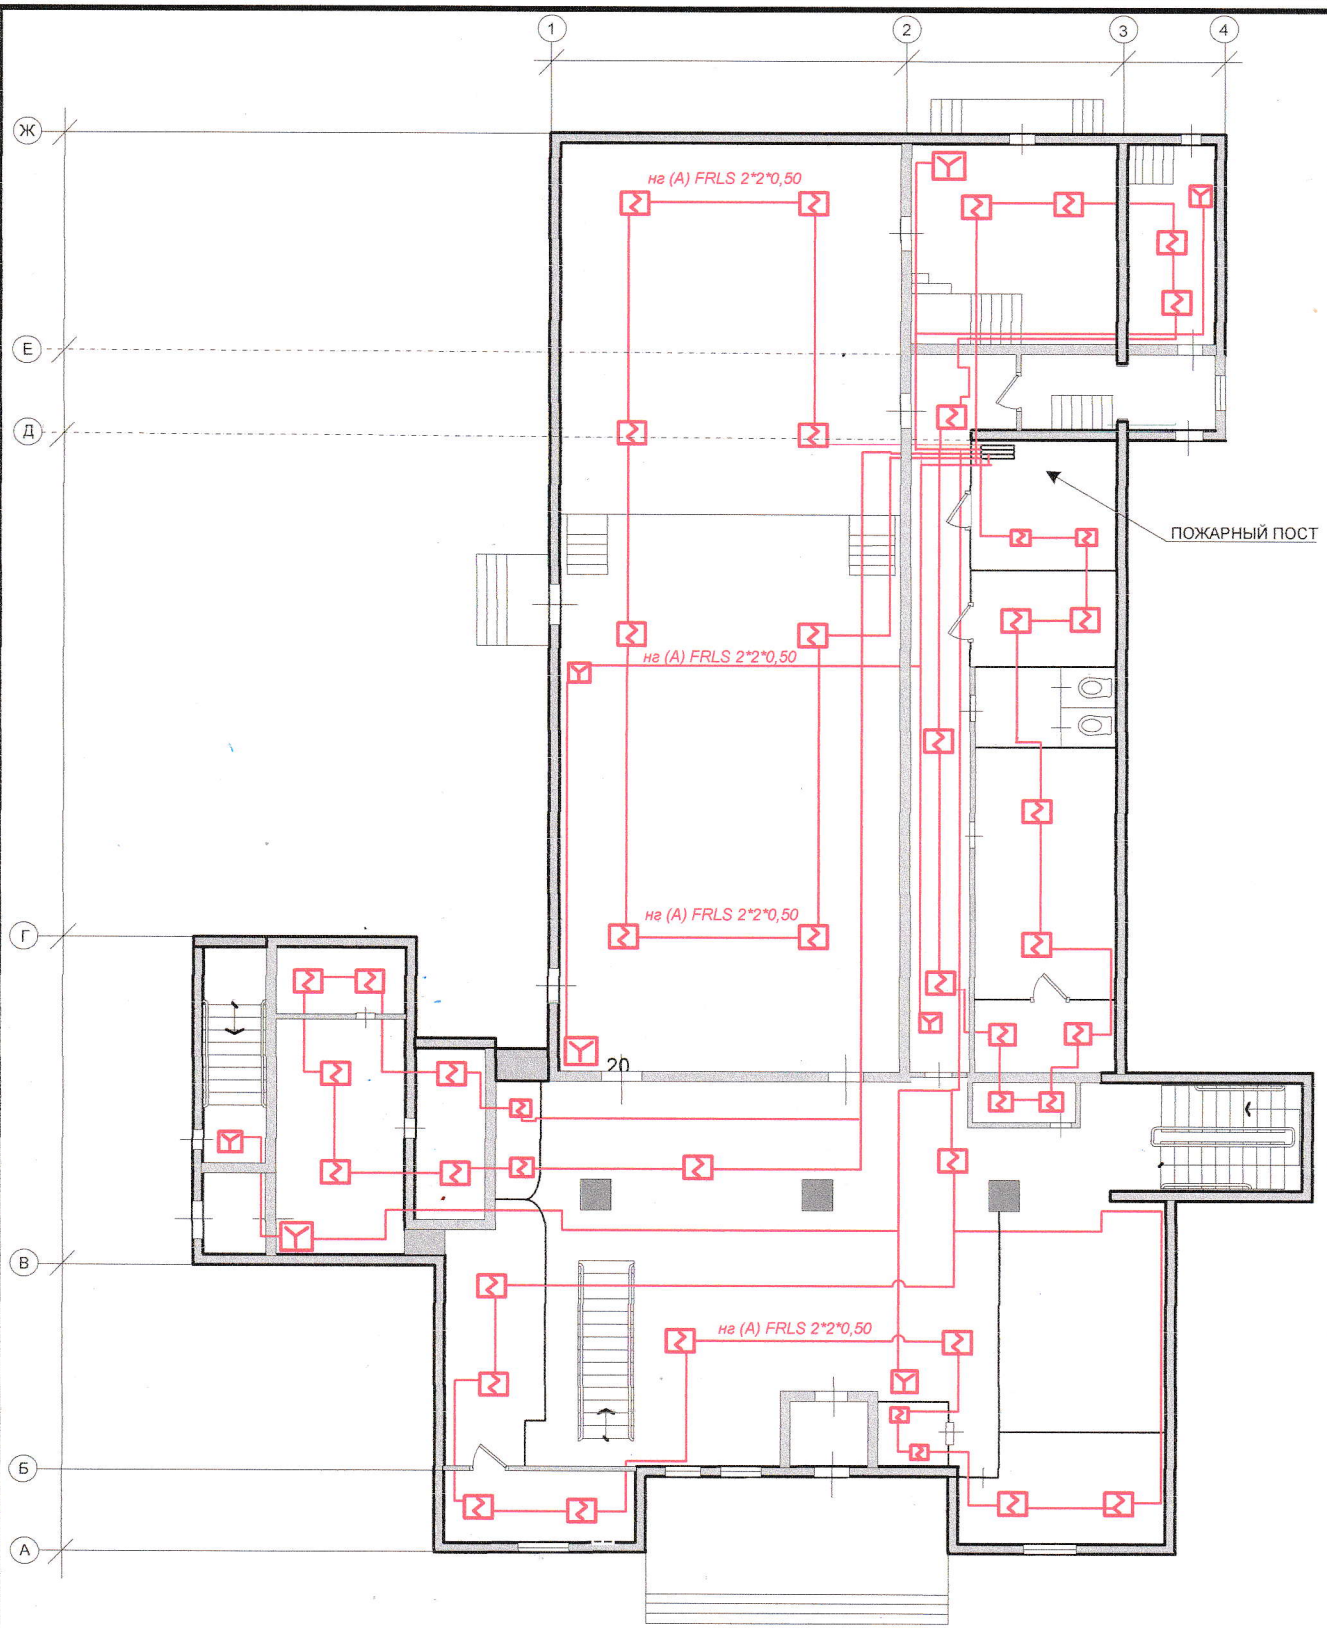 1
2
3
4
Ж
нг (А) FRLS 2*2*0,50
Е
Д
ПОЖАРНЫЙ ПОСТ
нг (А) FRLS 2*2*0,50
нг (А) FRLS 2*2*0,50
Г
20
В
нг (А) FRLS 2*2*0,50
Б
А